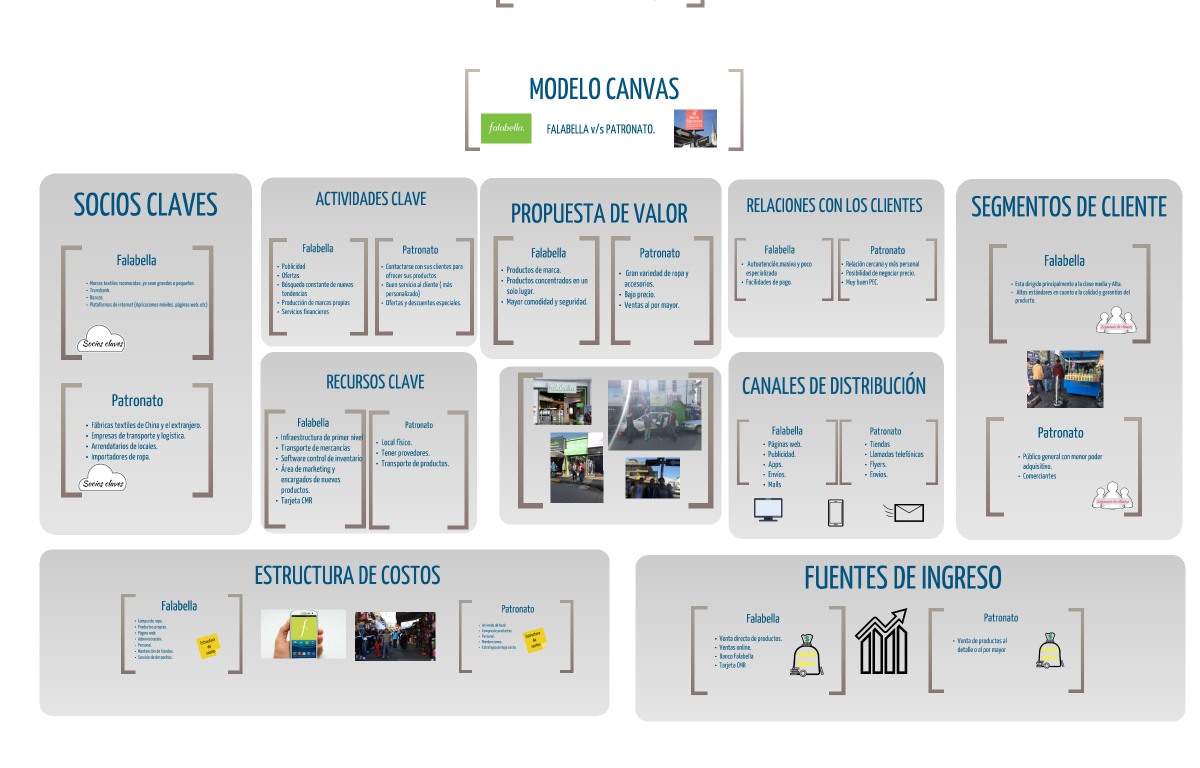 MODELO CANVAS
falabella.
FALABELLA v/s PATRONATO.
SOCIOS CLAVES
Falabella
• Marcas textiles reconocidas, ya sean grandes o pequeñas.
• Transbank.
• Bancos.
• Plataformas de internet (Aplicaciones móviles, páginas web, etc)
Socios claves
Patronato
• Fábricas textiles de China y el extranjero.
• Empresas de transporte y logística.
• Arrendatarios de locales.
• Importadores de ropa.
Socios claves
ACTIVIDADES CLAVE
Falabella
• Publicidad
• Ofertas
• Búsqueda constante de nuevas
tendencias
• Producción de marcas propias
• Servicios financieros
Patronato
• Contactarse con sus clientes para
ofrecer sus productos
• Buen servicio al cliente ( más
personalizado)
• Ofertas y descuentos especiales.
RECURSOS CLAVE
Falabella
• Infraestructura de primer nivel
• Transporte de mercancías
• Software control de inventario
• Área de marketing y
encargados de nuevos
productos.
• Tarjeta CMR
Patronato
• Local físico.
• Tener provedores.
• Transporte de productos.
PROPUESTA DE VALOR
Falabella
• Productos de marca.
• Productos concentrados en un
solo lugar.
• Mayor comodidad y seguridad.
Patronato
• Gran variedad de ropa y
accesorios.
• Bajo precio.
• Ventas al por mayor.
RELACIONES CON LOS CLIENTES
Falabella
• Autoatención,masiva y poco
especializada
• Facilidades de pago.
Patronato
• Relación cercana y más personal
• Posibilidad de negociar precio.
• Muy buen PEC.
CANALES DE DISTRIBUCIÓN
Falabella
• Páginas web.
• Publicidad.
• Apps.
• Envíos.
• Malls
Patronato
• Tiendas
• Llamadas telefónicas
• Flyers.
• Envios.
SEGMENTOS DE CLIENTE
Falabella
• Esta dirigido principalmente a la clase media y Alta.
• Altos estándares en cuanto a la calidad y garantías del
producto.
Segmento de clientes
Patronato
• Público general con menor poder
adquisitivo.
• Comerciantes
Segmento de clientes
ESTRUCTURA DE COSTOS
Falabella
• Compra de ropa.
• Productos propios.
• Página web.
• Administración.
• Personal.
• Mantención de tiendas.
• Servicio de despachos.
Estructura
de
costos
Patronato
• Arriendo de local
• Compra de productos
• Personal.
• Mantenciones.
• Estrategia de bajo costo.
Estructura
de
costos
FUENTES DE INGRESO
Falabella
• Venta directa de productos.
• Ventas online.
• Banco Falabella
• Tarjeta CMR
Patronato
• Venta de productos al
detalle o al por mayor